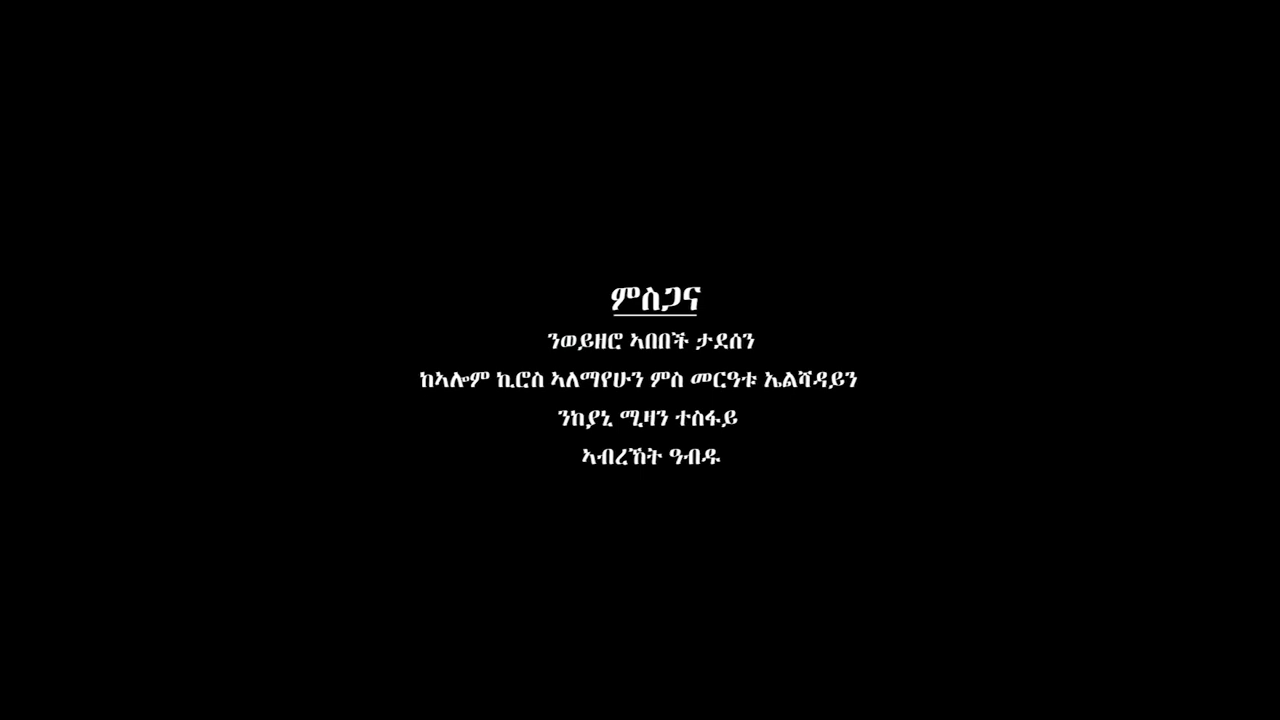 ምስጋና
ንወይዘሮ ኣበበች ታደሰን
ከኣሎም ኪሮስ ኣለማየሁን ምስ መርዓቱ ኤልሻዳይን
ንከያኒ ሚዛን ተስፋይ
ኣብረኸት ዓብዱ